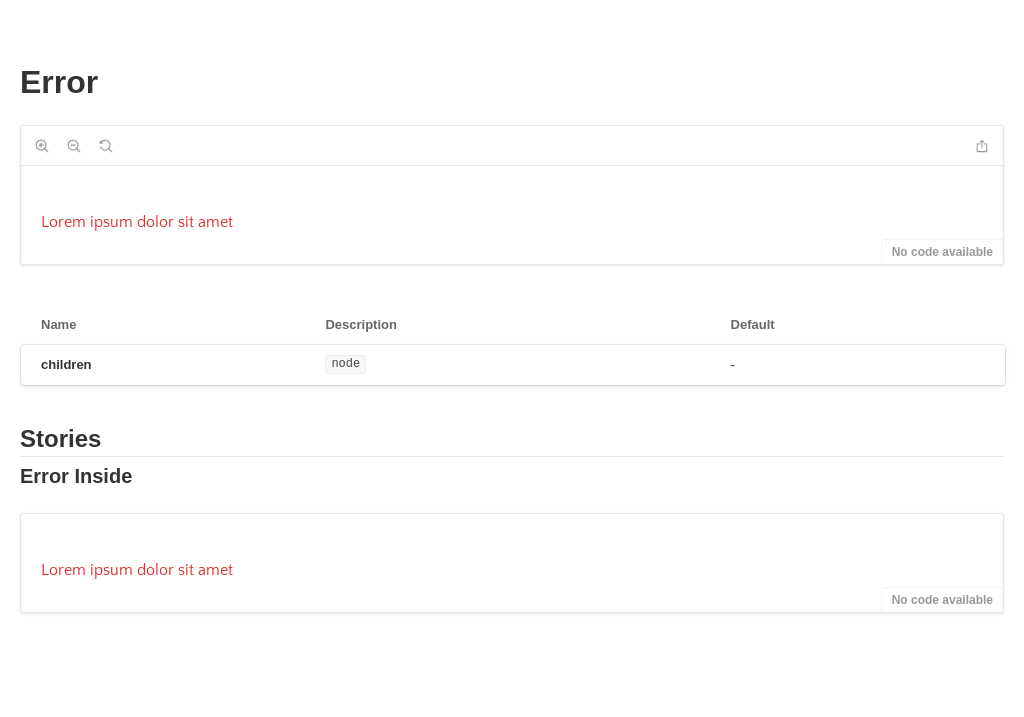 Error
Lorem ipsum dolor sit amet
No code available
Name Description Default
children node -
Stories
Error Inside
Lorem ipsum dolor sit amet
No code available